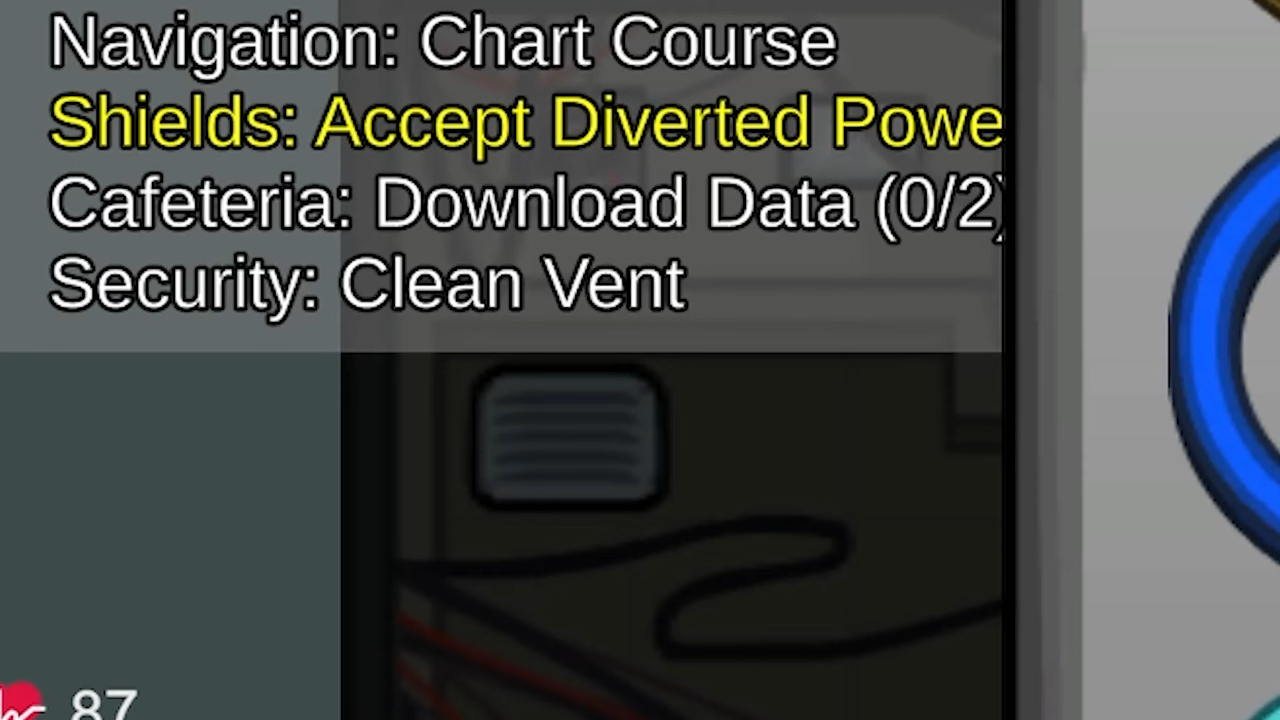 Navigation: Chart Course
Shields: Accept Diverted Powe
Cafeteria: Download Data (0/2)
Security: Clean Vent
87